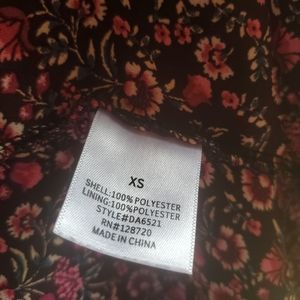 XS
SHELL:100%POLYESTER
LINING:100%POLYESTER
STYLE#DA6521
RN#128720
MADE IN CHINA